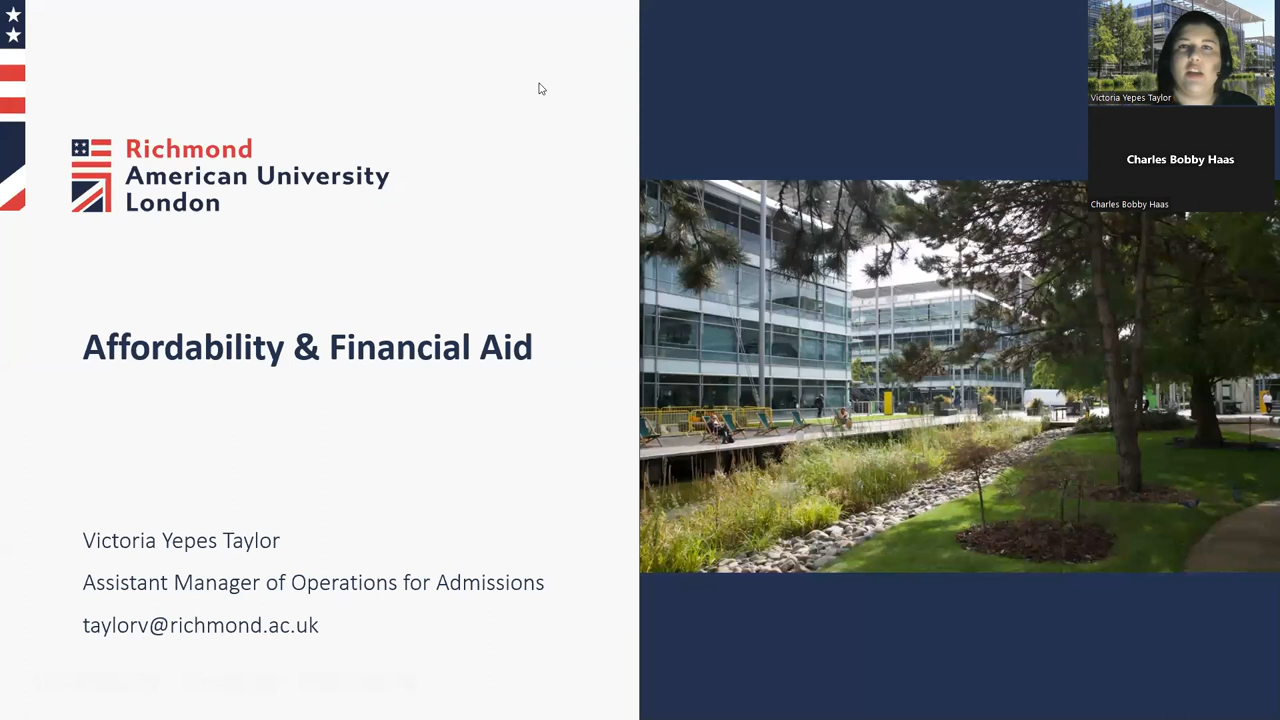 Richmond
American University
London
Affordability & Financial Aid
Victoria Yepes Taylor
Assistant Manager of Operations for Admissions
taylorv@richmond.ac.uk
Victoria Yepes Taylor
Charles Bobby Haas
Charles Bobby Haas